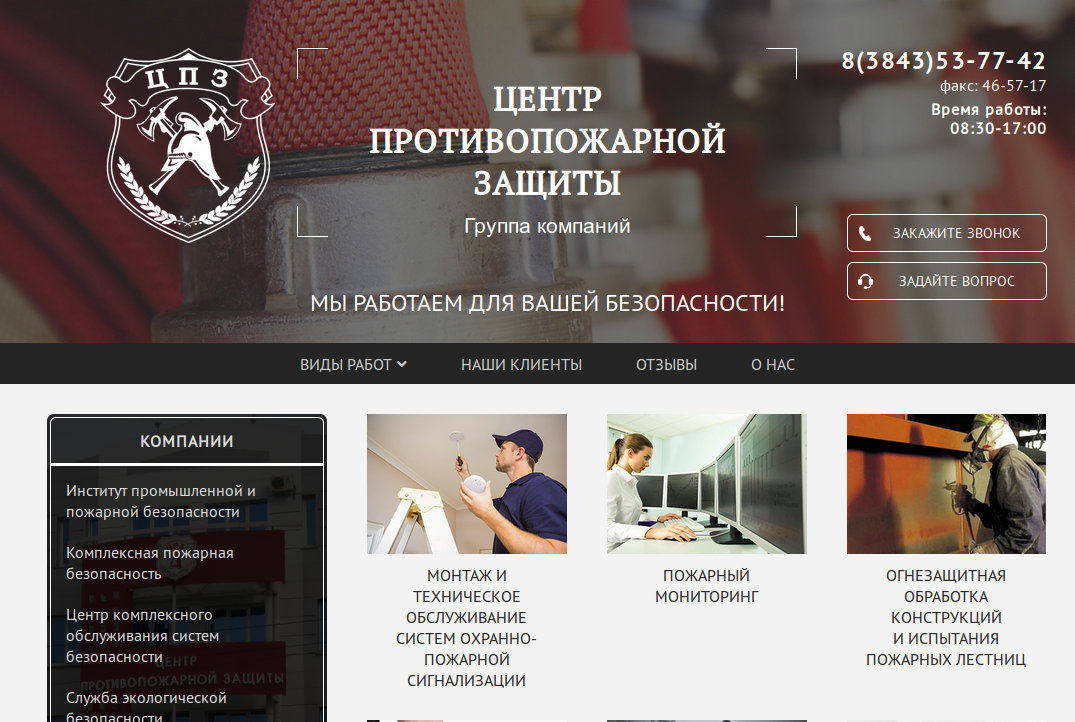 ЦПЗ
ЦЕНТР
ПРОТИВОПОЖАРНОЙ
ЗАЩИТЫ
Группа компаний
МЫ РАБОТАЕМ ДЛЯ ВАШЕЙ БЕЗОПАСНОСТИ!
8(3843)53-77-42
факс: 46-57-17
Время работы:
08:30-17:00
ЗАКАЖИТЕ ЗВОНОК
ЗАДАЙТЕ ВОПРОС
ВИДЫ РАБОТ НАШИ КЛИЕНТЫ ОТЗЫВЫ О НАС
КОМПАНИИ
Институт промышленной и
пожарной безопасности
Комплексная пожарная
безопасность
Центр комплексного
обслуживания систем
безопасности
ЦЕНТР
ПРОТИВОПОЖАРНОЙ ЗАЩИТЫ
Служба экологической
безопасности
МОНТАЖ И
ТЕХНИЧЕСКОЕ
ОБСЛУЖИВАНИЕ
СИСТЕМ ОХРАННО-
ПОЖАРНОЙ
СИГНАЛИЗАЦИИ
ПОЖАРНЫЙ
МОНИТОРИНГ
ОГНЕЗАЩИТНАЯ
ОБРАБОТКА
КОНСТРУКЦИЙ
И ИСПЫТАНИЯ
ПОЖАРНЫХ ЛЕСТНИЦ